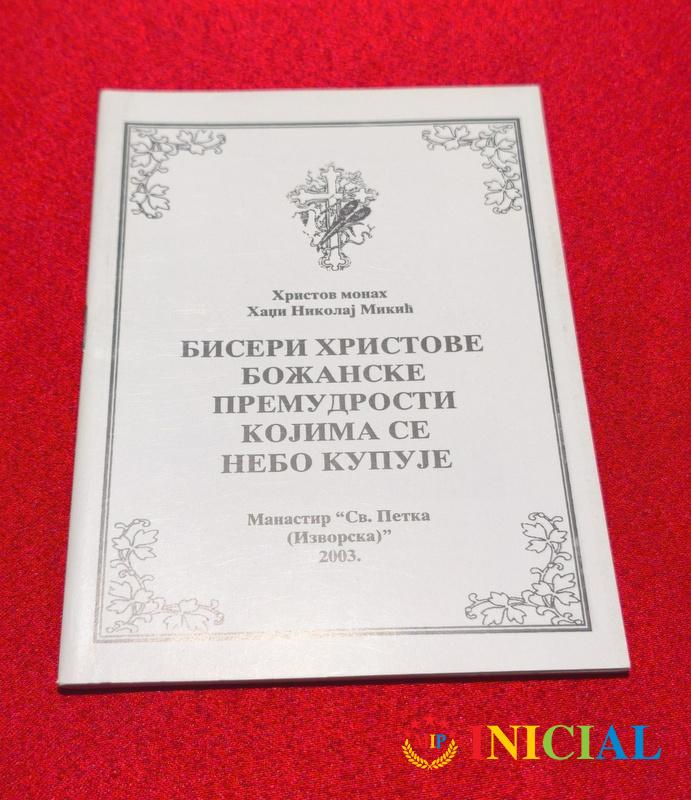 Христов монах
Хаџи Николај Микић
БИСЕРИ ХРИСТОВЕ
БОЖАНСКЕ
ПРЕМУДРОСТИ
КОЈИМА СЕ
НЕБО КУПУЈЕ
Манастир “Св. Петка
(Изворска)”
2003.
IP INICIAL